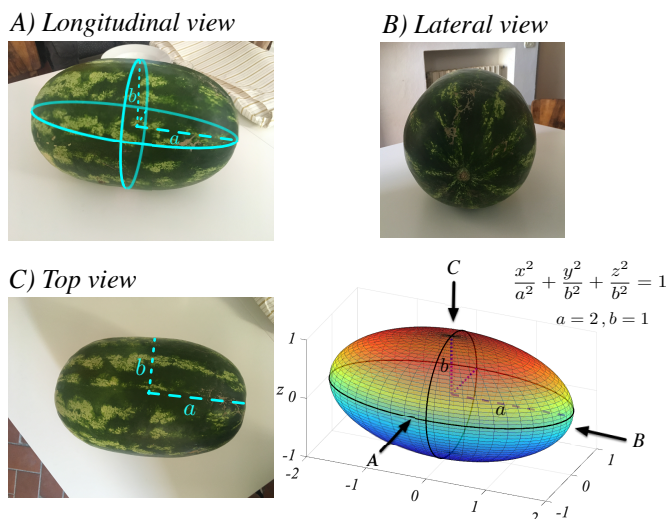 A) Longitudinal view
b
a
B) Lateral view
C) Top view
b
a
C
x²/a² + y²/b² + z²/b² = 1
a = 2 , b = 1
1
z 0
-1
b
a
A
B
-2
-1
0
1
2
-1
0
1